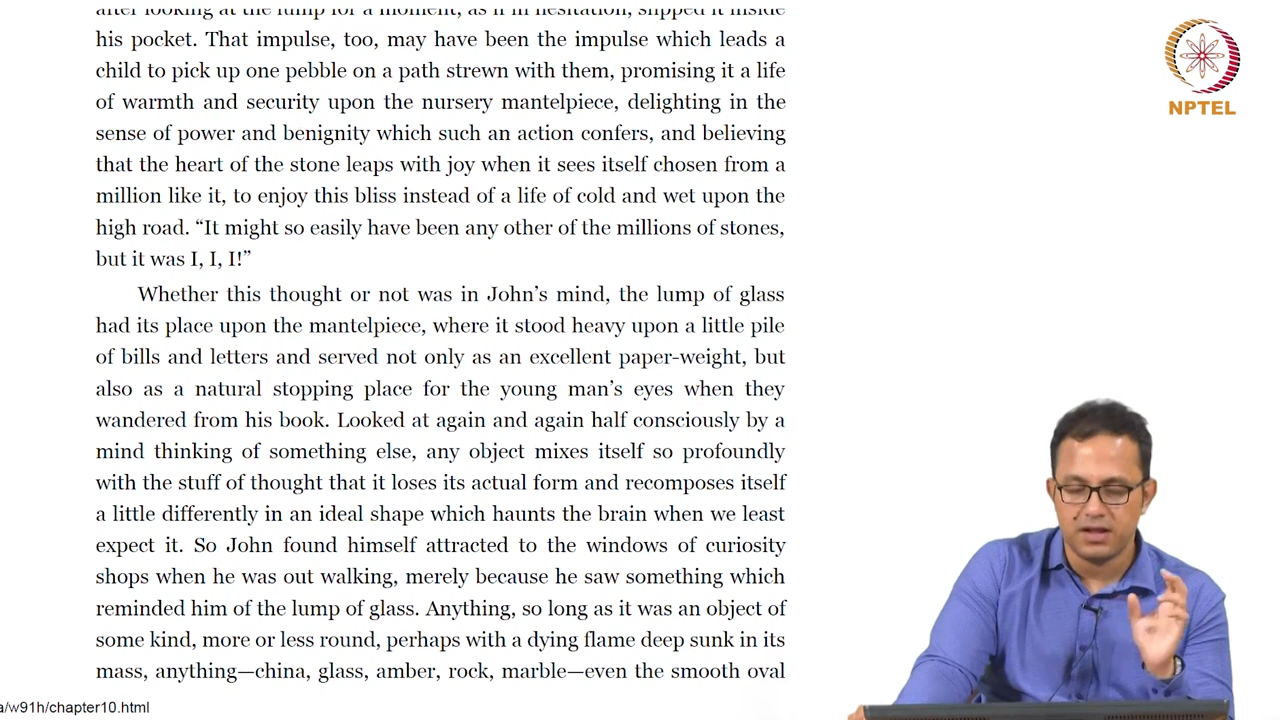 after looking at the lump for a moment, as if in hesitation, slipped it inside
his pocket. That impulse, too, may have been the impulse which leads a
child to pick up one pebble on a path strewn with them, promising it a life
of warmth and security upon the nursery mantelpiece, delighting in the
sense of power and benignity which such an action confers, and believing
that the heart of the stone leaps with joy when it sees itself chosen from a
million like it, to enjoy this bliss instead of a life of cold and wet upon the
high road. “It might so easily have been any other of the millions of stones,
but it was I, I, I!”
Whether this thought or not was in John’s mind, the lump of glass
had its place upon the mantelpiece, where it stood heavy upon a little pile
of bills and letters and served not only as an excellent paper-weight, but
also as a natural stopping place for the young man’s eyes when they
wandered from his book. Looked at again and again half consciously by a
mind thinking of something else, any object mixes itself so profoundly
with the stuff of thought that it loses its actual form and recomposes itself
a little differently in an ideal shape which haunts the brain when we least
expect it. So John found himself attracted to the windows of curiosity
shops when he was out walking, merely because he saw something which
reminded him of the lump of glass. Anything, so long as it was an object of
some kind, more or less round, perhaps with a dying flame deep sunk in its
mass, anything—china, glass, amber, rock, marble—even the smooth oval
a/w91h/chapter10.html
NPTEL